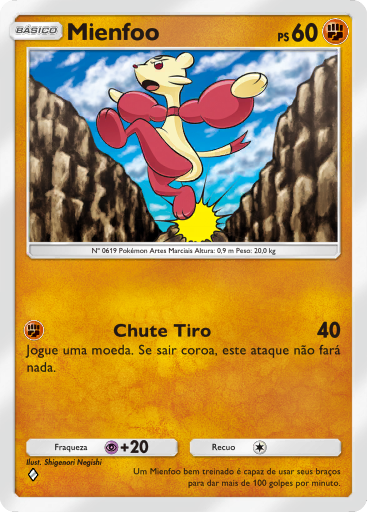 BÁSICO Mienfoo PS 60
N° 0619 Pokémon Artes Marciais Altura: 0,9 m Peso: 20,0 kg
Chute Tiro 40
Jogue uma moeda. Se sair coroa, este ataque não fará
nada.
Fraqueza +20 Recuo
Ilust. Shigenori Negishi
Um Mienfoo bem treinado é capaz de usar seus braços
para dar mais de 100 golpes por minuto.